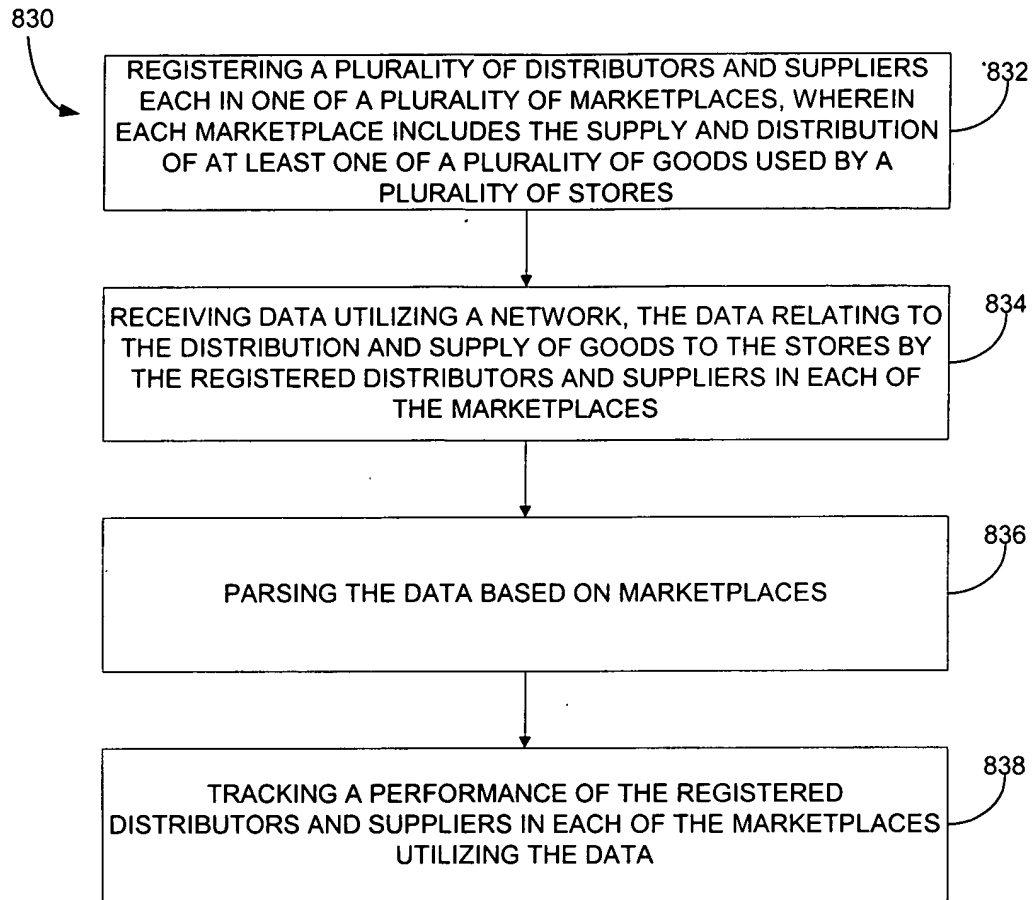 830
REGISTERING A PLURALITY OF DISTRIBUTORS AND SUPPLIERS
EACH IN ONE OF A PLURALITY OF MARKETPLACES, WHEREIN
EACH MARKETPLACE INCLUDES THE SUPPLY AND DISTRIBUTION
OF AT LEAST ONE OF A PLURALITY OF GOODS USED BY A
PLURALITY OF STORES
832
RECEIVING DATA UTILIZING A NETWORK, THE DATA RELATING TO
THE DISTRIBUTION AND SUPPLY OF GOODS TO THE STORES BY
THE REGISTERED DISTRIBUTORS AND SUPPLIERS IN EACH OF
THE MARKETPLACES
834
PARSING THE DATA BASED ON MARKETPLACES
836
TRACKING A PERFORMANCE OF THE REGISTERED
DISTRIBUTORS AND SUPPLIERS IN EACH OF THE MARKETPLACES
UTILIZING THE DATA
838